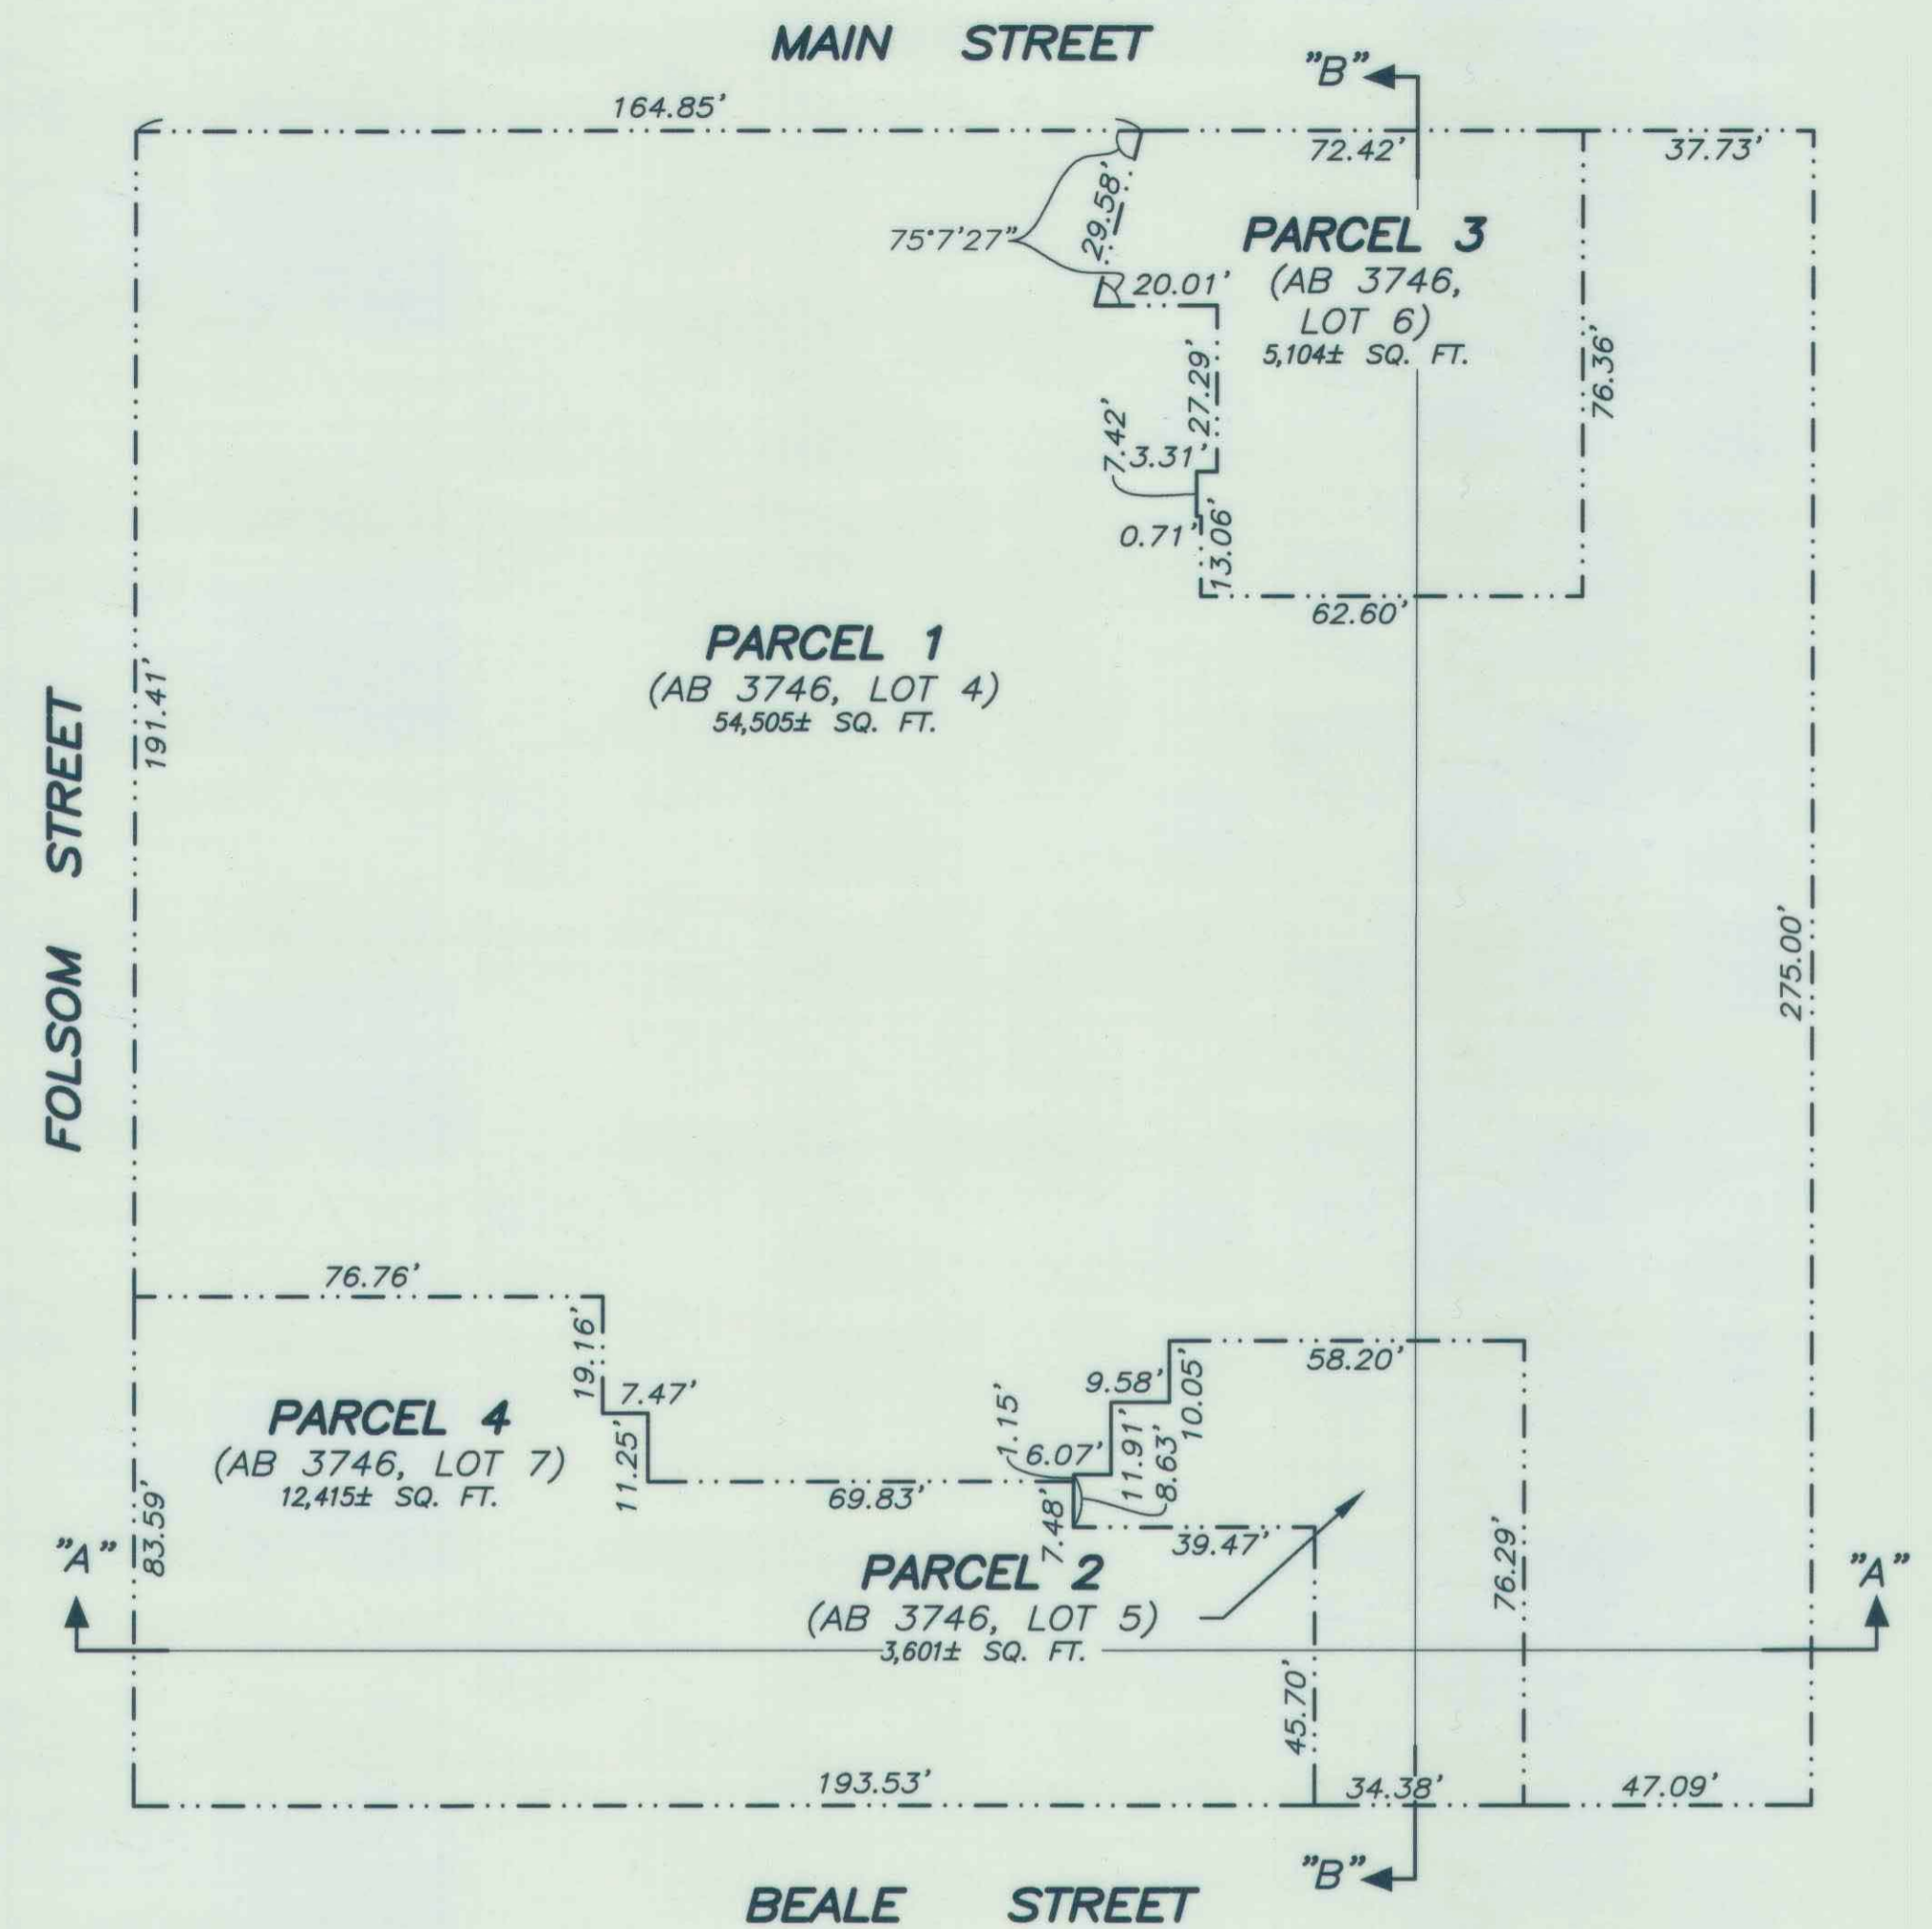 MAIN STREET
"B"
164.85'
72.42'
37.73'
29.58'
75°7'27"
20.01'
PARCEL 3
(AB 3746,
LOT 6)
5,104± SQ. FT.
27.29'
76.36'
7.42'
3.31'
0.71'
13.06'
62.60'
PARCEL 1
(AB 3746, LOT 4)
54,505± SQ. FT.
191.41'
FOLSOM STREET
275.00'
76.76'
19.16'
7.47'
11.25'
PARCEL 4
(AB 3746, LOT 7)
12,415± SQ. FT.
83.59'
69.83'
1.15'
6.07'
9.58'
11.91'
8.63'
10.05'
58.20'
7.48'
39.47'
76.29'
"A"
"A"
PARCEL 2
(AB 3746, LOT 5)
3,601± SQ. FT.
45.70'
193.53'
34.38'
47.09'
"B"
BEALE STREET